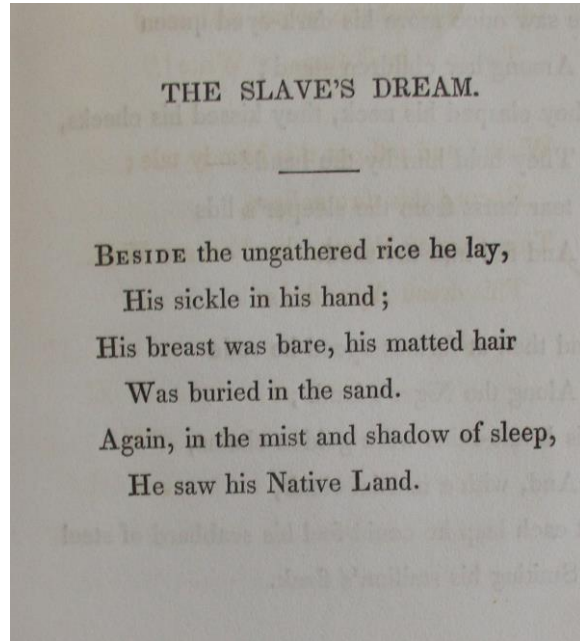 THE SLAVE'S DREAM.
BESIDE the ungathered rice he lay,
His sickle in his hand;
His breast was bare, his matted hair
Was buried in the sand.
Again, in the mist and shadow of sleep,
He saw his Native Land.